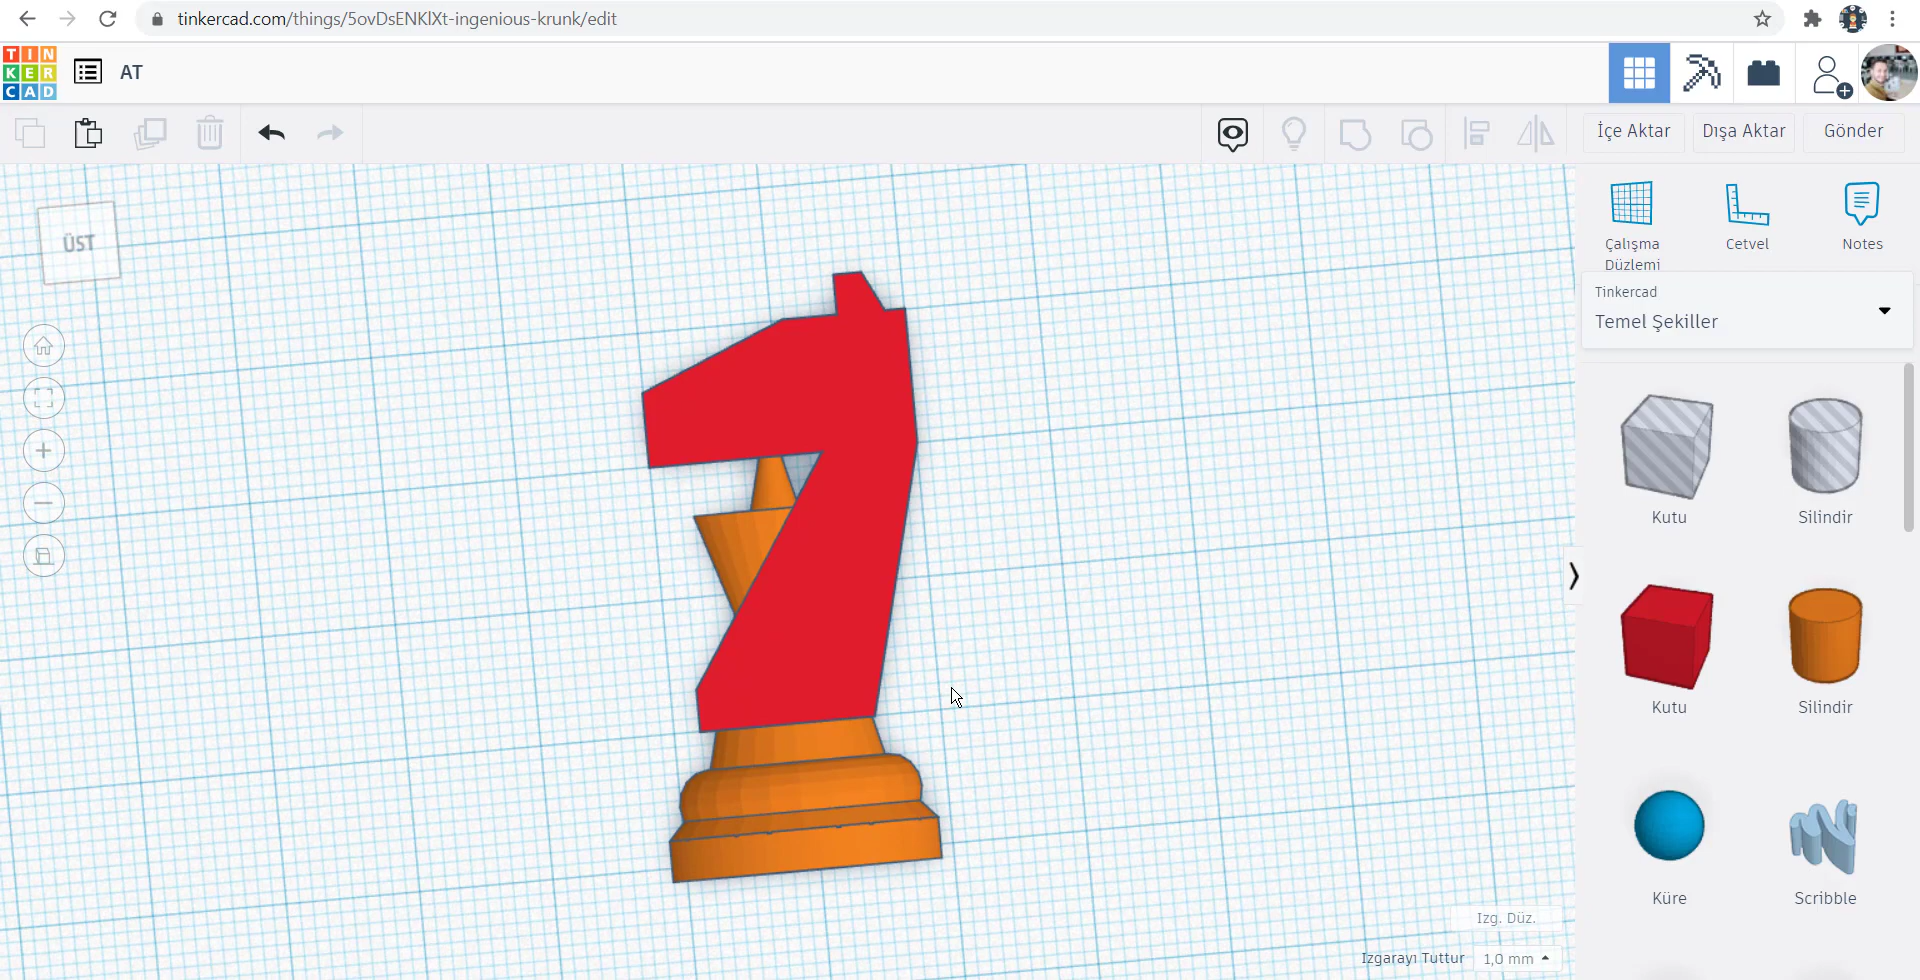 tinkercad.com/things/5ovDsENKlXt-ingenious-krunk/edit
TIN
KER
CAD
AT
İçe Aktar
Dışa Aktar
Gönder
ÜST
Çalışma
Düzlemi
Cetvel
Notes
Tinkercad
Temel Şekiller
Kutu
Silindir
Kutu
Silindir
Küre
Scribble
Izg. Düz.
Izgarayı Tuttur 1,0 mm